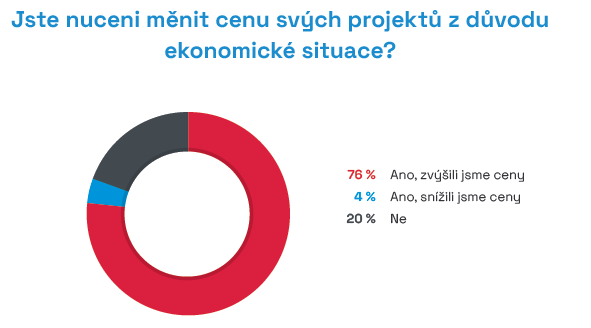 Jste nuceni měnit cenu svých projektů z důvodu
ekonomické situace?
76 % Ano, zvýšili jsme ceny
4 % Ano, snížili jsme ceny
20 % Ne